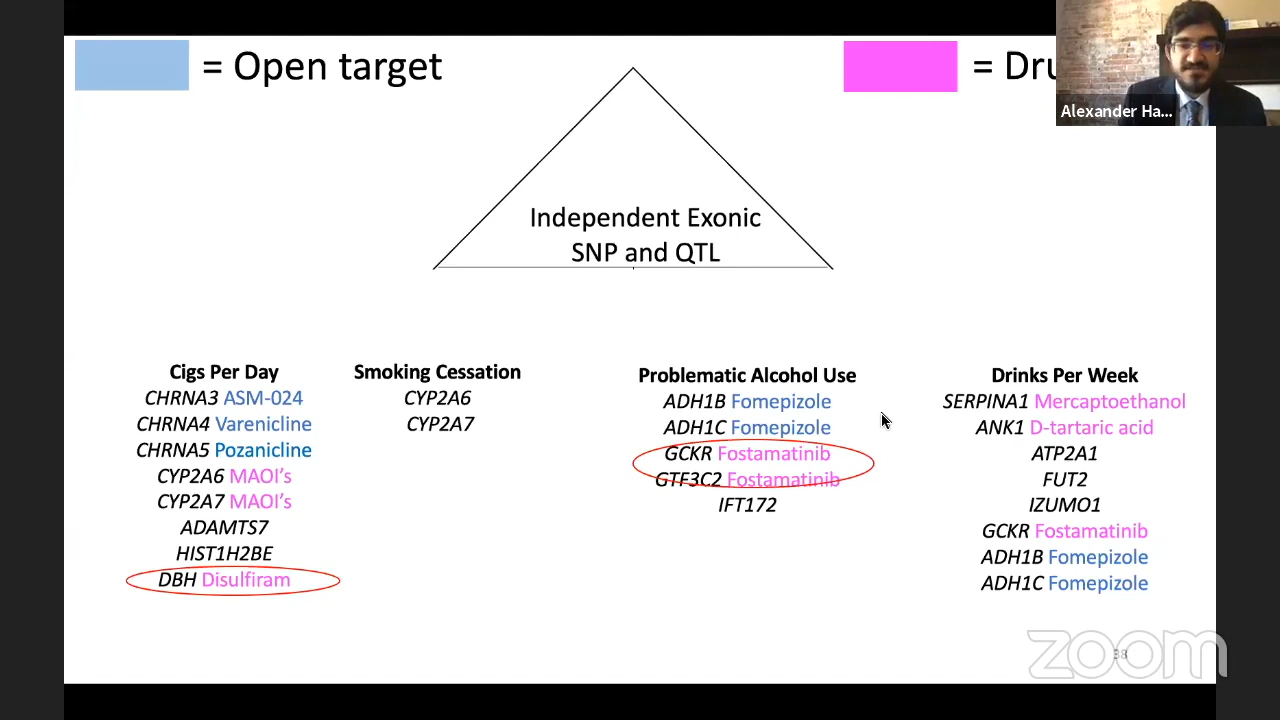 = Open target
= Dru
Alexander Ha...
Independent Exonic
SNP and QTL
Cigs Per Day
CHRNA3 ASM-024
CHRNA4 Varenicline
CHRNA5 Pozanicline
CYP2A6 MAOI's
CYP2A7 MAOI's
ADAMTS7
HIST1H2BE
DBH Disulfiram
Smoking Cessation
CYP2A6
CYP2A7
Problematic Alcohol Use
ADH1B Fomepizole
ADH1C Fomepizole
GCKR Fostamatinib
GTF3C2 Fostamatinib
IFT172
Drinks Per Week
SERPINA1 Mercaptoethanol
ANK1 D-tartaric acid
ATP2A1
FUT2
IZUMO1
GCKR Fostamatinib
ADH1B Fomepizole
ADH1C Fomepizole
zoom
38